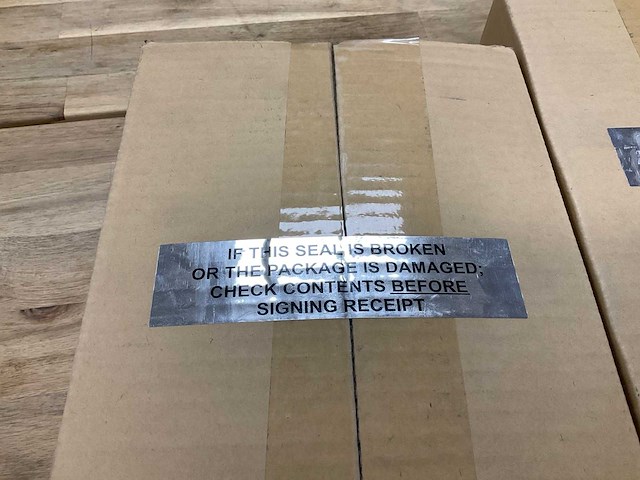 IF THIS SEAL IS BROKEN
OR THE PACKAGE IS DAMAGED;
CHECK CONTENTS BEFORE
SIGNING RECEIPT